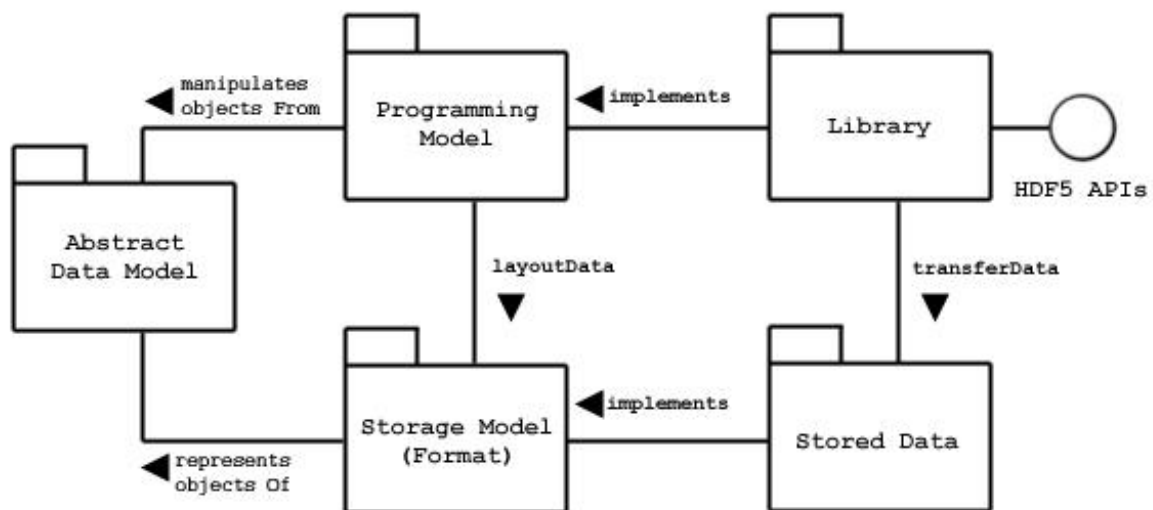 manipulates
objects From
Programming
Model
implements
Library
HDF5 APIs
Abstract
Data Model
layoutData
transferData
Storage Model
(Format)
implements
Stored Data
represents
objects Of